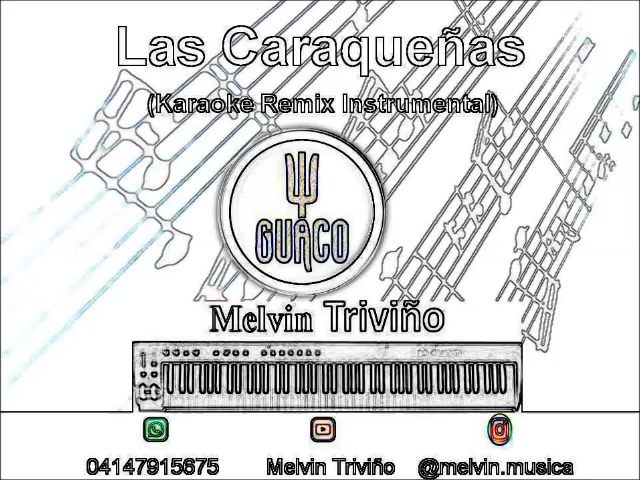 Las Caraqueñas
(Karaoke Remix Instrumental)
GUACO
Melvin Triviño
04147915675 Melvin Triviño @melvin.musica